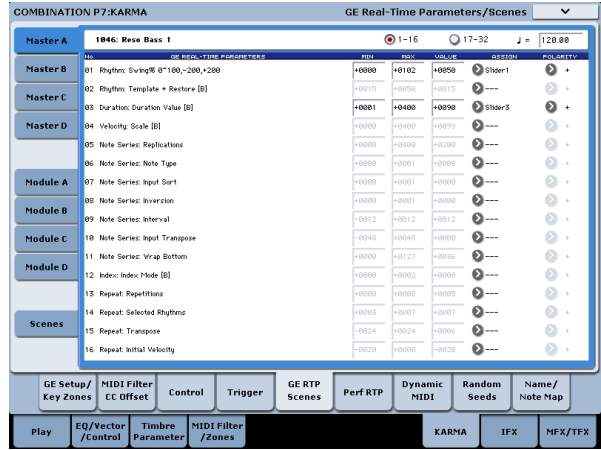 COMBINATION P7:KARMA GE Real-Time Parameters/Scenes
Master A 1046: Reso Bass 1 1-16 17-32 ♩= 120.00
No. GE REAL-TIME PARAMETERS MIN MAX VALUE ASSIGN POLARITY
Master B 01 Rhythm: Swing% 0~100,-200,+200 +0000 +0102 +0050 Slider1 +
02 Rhythm: Template + Restore [B] +0015 +0050 +0015 --- +
Master C 03 Duration: Duration Value [B] +0001 +0400 +0090 Slider3 +
Master D 04 Velocity: Scale [B] +0000 +0400 +0099 --- +
05 Note Series: Replications +0000 +0400 +0200 --- +
06 Note Series: Note Type +0000 +0001 +0000 --- +
Module A 07 Note Series: Input Sort +0000 +0001 +0000 --- +
08 Note Series: Inversion +0000 +0001 +0000 --- +
Module B 09 Note Series: Interval -0012 +0012 +0012 --- +
Module C 10 Note Series: Input Transpose -0048 +0048 +0000 --- +
11 Note Series: Wrap Bottom +0000 +0127 +0036 --- +
Module D 12 Index: Index Mode [B] +0000 +0002 +0000 --- +
13 Repeat: Repetitions +0000 +0000 +0005 --- +
14 Repeat: Selected Rhythms +0003 +0007 +0007 --- +
Scenes 15 Repeat: Transpose -0024 +0024 +0006 --- +
16 Repeat: Initial Velocity -0020 +0000 -0020 --- +
GE Setup/ Key Zones MIDI Filter CC Offset Control Trigger GE RTP Scenes Perf RTP Dynamic MIDI Random Seeds Name/ Note Map
Play EQ/Vector /Control Timbre Parameter MIDI Filter /Zones KARMA IFX MFX/TFX